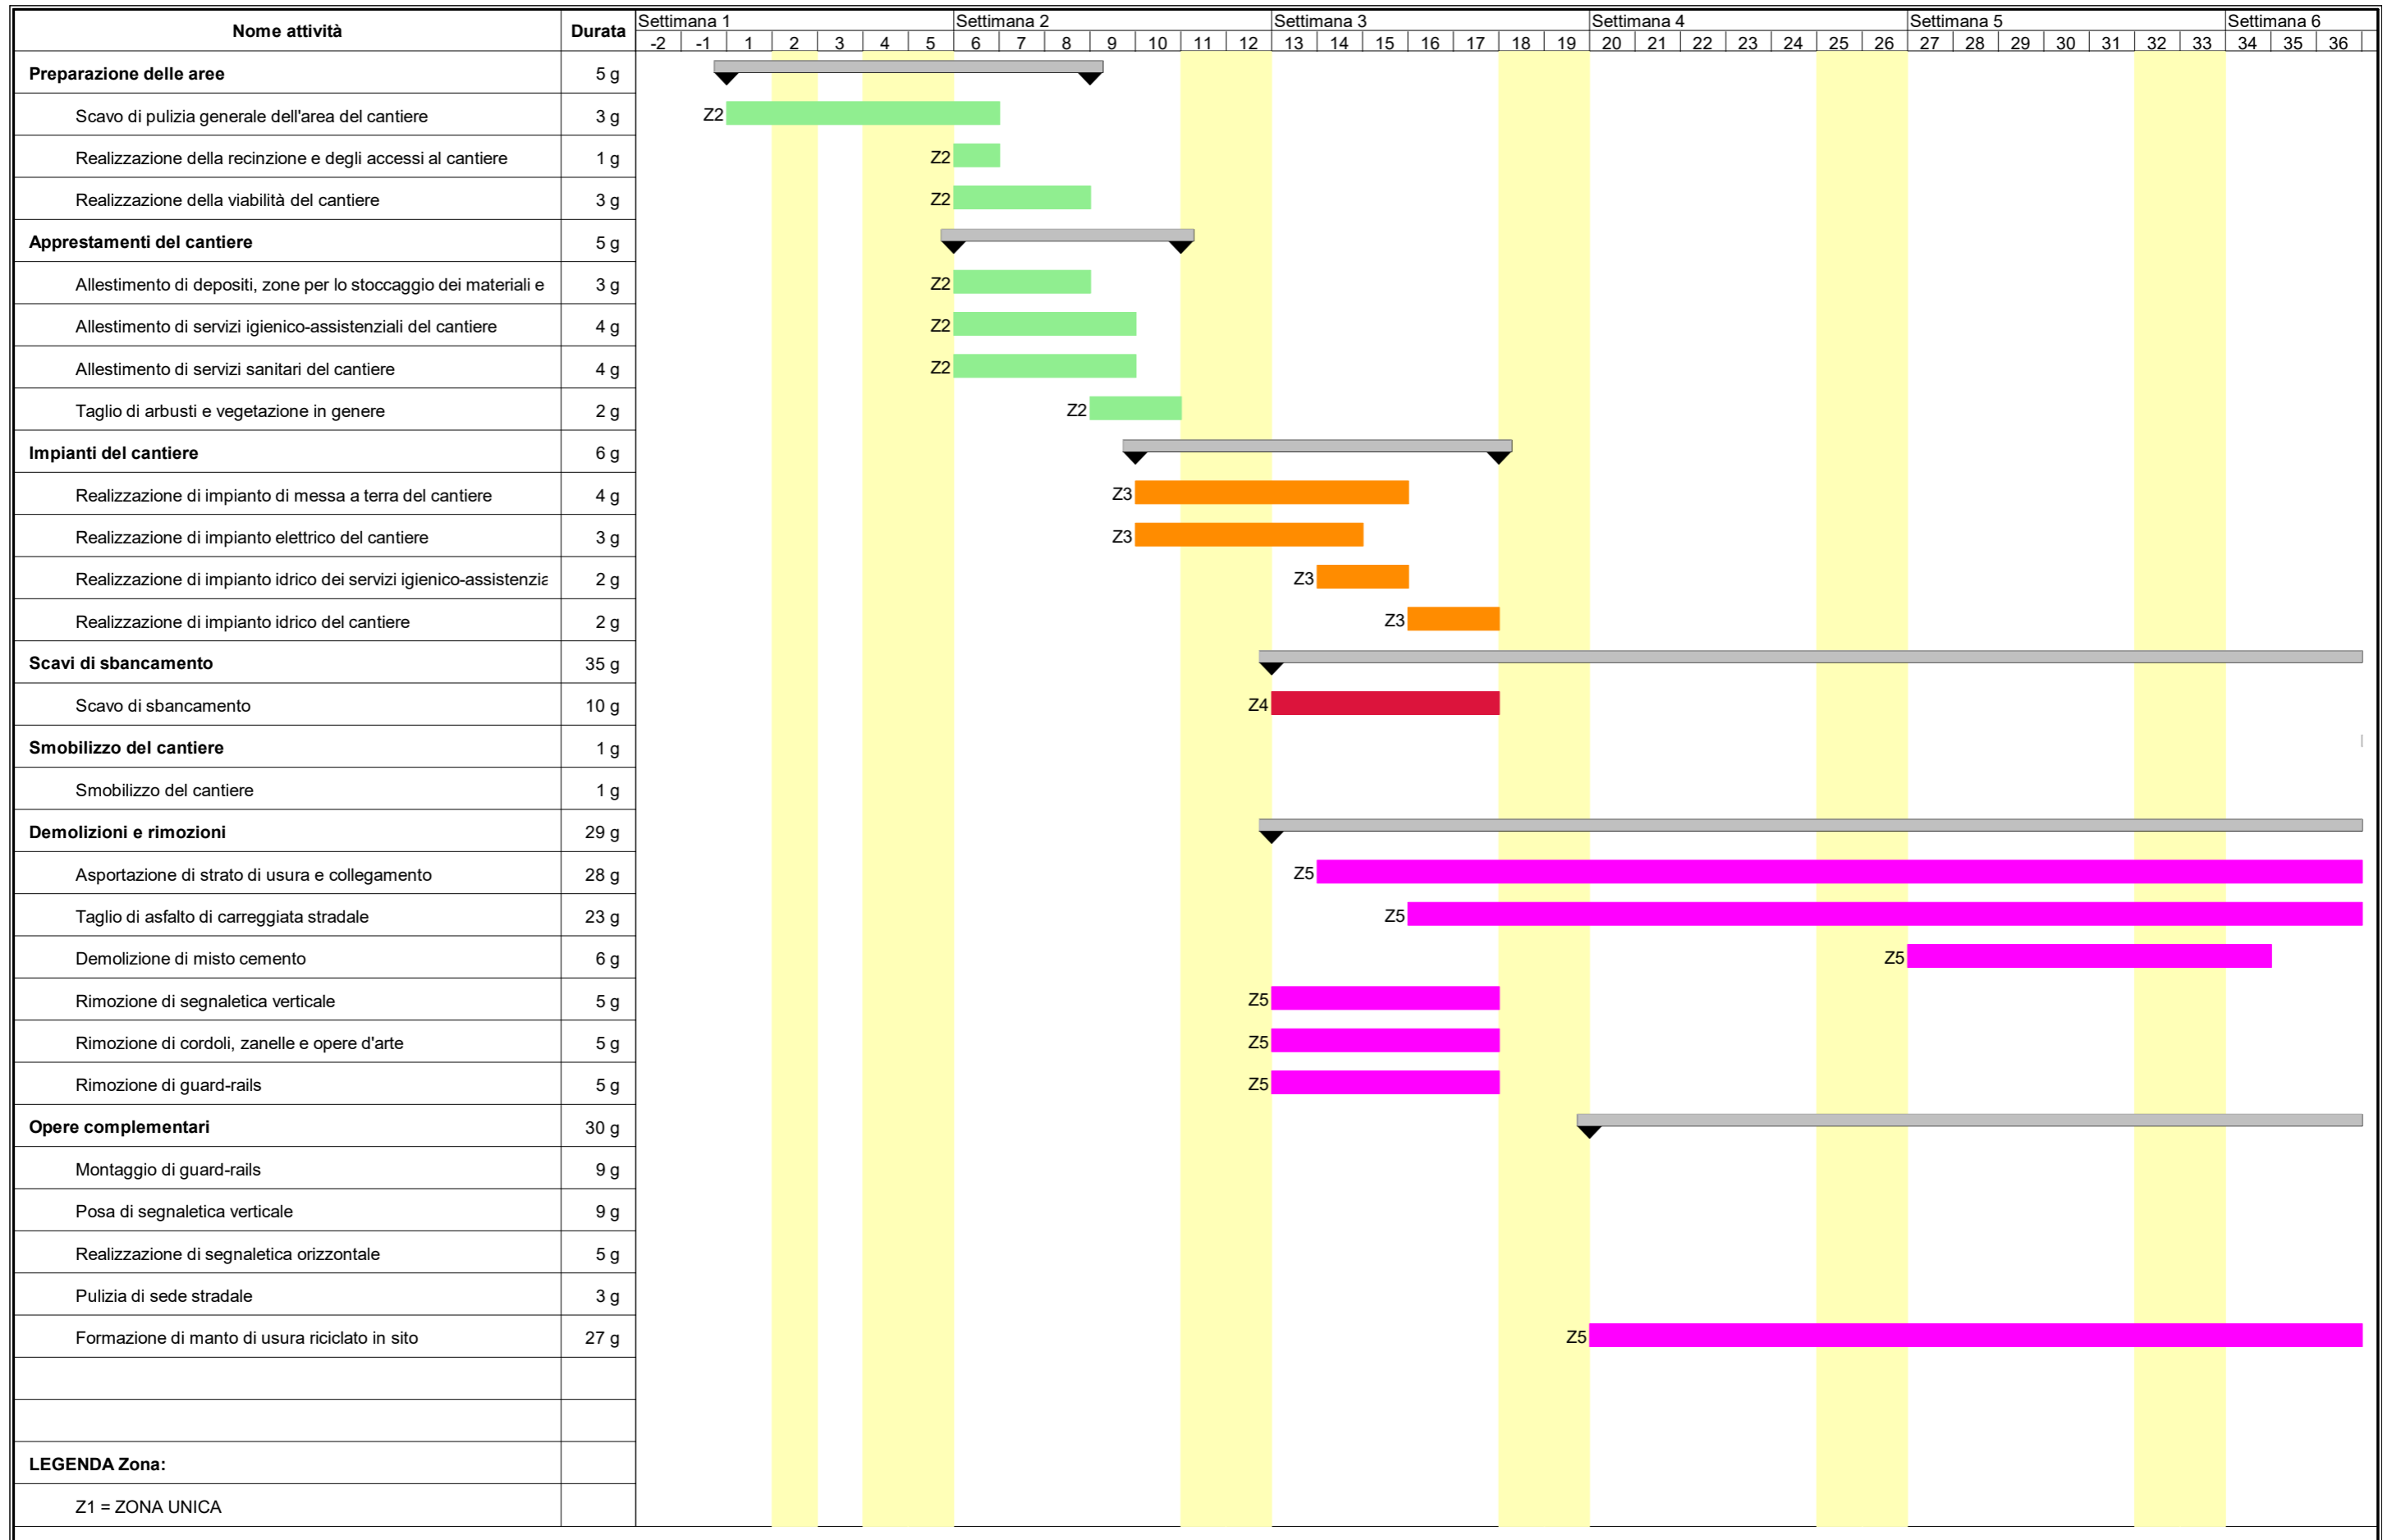 Nome attività Durata Settimana 1 Settimana 2 Settimana 3 Settimana 4 Settimana 5 Settimana 6
-2 -1 1 2 3 4 5 6 7 8 9 10 11 12 13 14 15 16 17 18 19 20 21 22 23 24 25 26 27 28 29 30 31 32 33 34 35 36
Preparazione delle aree 5 g
Scavo di pulizia generale dell'area del cantiere 3 g Z2
Realizzazione della recinzione e degli accessi al cantiere 1 g Z2
Realizzazione della viabilità del cantiere 3 g Z2
Apprestamenti del cantiere 5 g
Allestimento di depositi, zone per lo stoccaggio dei materiali e 3 g Z2
Allestimento di servizi igienico-assistenziali del cantiere 4 g Z2
Allestimento di servizi sanitari del cantiere 4 g Z2
Taglio di arbusti e vegetazione in genere 2 g Z2
Impianti del cantiere 6 g
Realizzazione di impianto di messa a terra del cantiere 4 g Z3
Realizzazione di impianto elettrico del cantiere 3 g Z3
Realizzazione di impianto idrico dei servizi igienico-assistenzia 2 g Z3
Realizzazione di impianto idrico del cantiere 2 g Z3
Scavi di sbancamento 35 g
Scavo di sbancamento 10 g Z4
Smobilizzo del cantiere 1 g
Smobilizzo del cantiere 1 g
Demolizioni e rimozioni 29 g
Asportazione di strato di usura e collegamento 28 g Z5
Taglio di asfalto di carreggiata stradale 23 g Z5
Demolizione di misto cemento 6 g Z5
Rimozione di segnaletica verticale 5 g Z5
Rimozione di cordoli, zanelle e opere d'arte 5 g Z5
Rimozione di guard-rails 5 g Z5
Opere complementari 30 g
Montaggio di guard-rails 9 g
Posa di segnaletica verticale 9 g
Realizzazione di segnaletica orizzontale 5 g
Pulizia di sede stradale 3 g
Formazione di manto di usura riciclato in sito 27 g Z5
LEGENDA Zona:
Z1 = ZONA UNICA